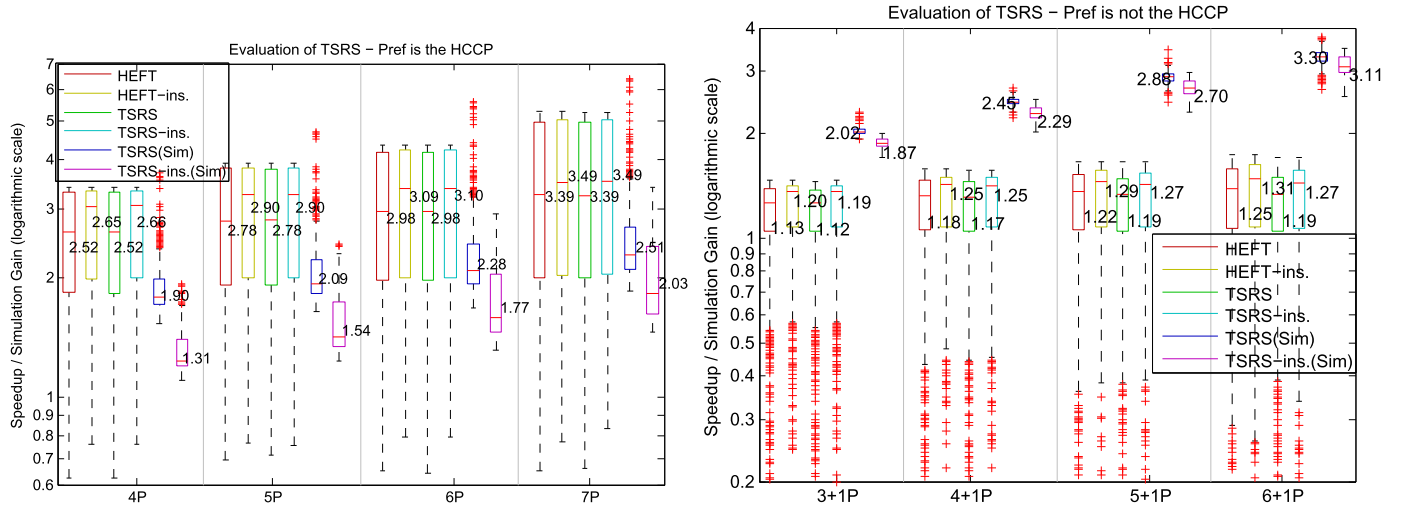 Evaluation of TSRS − Pref is the HCCP
Speedup / Simulation Gain (logarithmic scale)
7
6
5
4
3
2
1
0.9
0.8
0.7
0.6
HEFT
HEFT−ins.
TSRS
TSRS−ins.
TSRS(Sim)
TSRS−ins.(Sim)
2.52
2.65
2.52
2.66
1.90
1.31
2.78
2.90
2.78
2.90
2.09
1.54
2.98
3.09
2.98
3.10
2.28
1.77
3.39
3.49
3.39
3.49
2.51
2.03
4P
5P
6P
7P
Evaluation of TSRS − Pref is not the HCCP
Speedup / Simulation Gain (logarithmic scale)
4
3
2
1
0.9
0.8
0.7
0.6
0.5
0.4
0.3
0.2
1.13
1.20
1.12
1.19
2.02
1.87
1.18
1.25
1.17
1.25
2.45
2.29
1.22
1.29
1.19
1.27
2.88
2.70
1.25
1.31
1.19
1.27
3.30
3.11
HEFT
HEFT−ins.
TSRS
TSRS−ins.
TSRS(Sim)
TSRS−ins.(Sim)
3+1P
4+1P
5+1P
6+1P